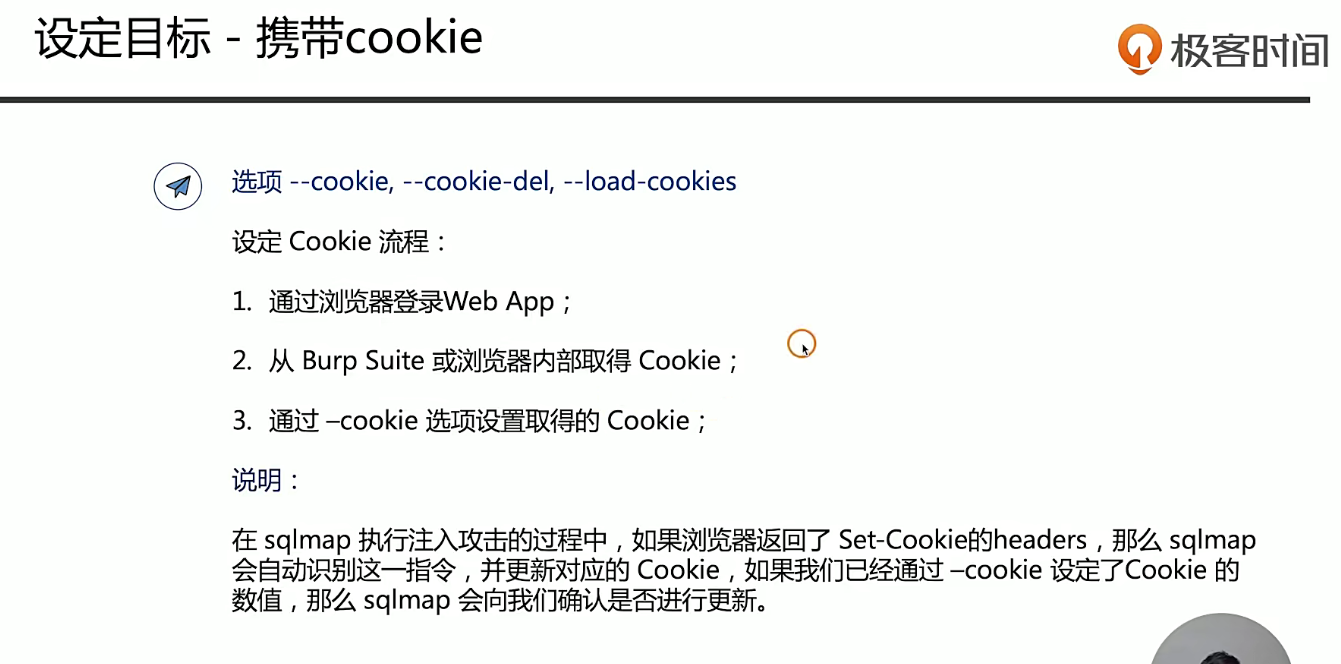 设定目标 - 携带cookie
极客时间
选项 --cookie, --cookie-del, --load-cookies
设定 Cookie 流程：
1. 通过浏览器登录Web App；
2. 从 Burp Suite 或浏览器内部取得 Cookie；
3. 通过 –cookie 选项设置取得的 Cookie；
说明：
在 sqlmap 执行注入攻击的过程中，如果浏览器返回了 Set-Cookie的headers，那么 sqlmap
会自动识别这一指令，并更新对应的 Cookie，如果我们已经通过 –cookie 设定了Cookie 的
数值，那么 sqlmap 会向我们确认是否进行更新。